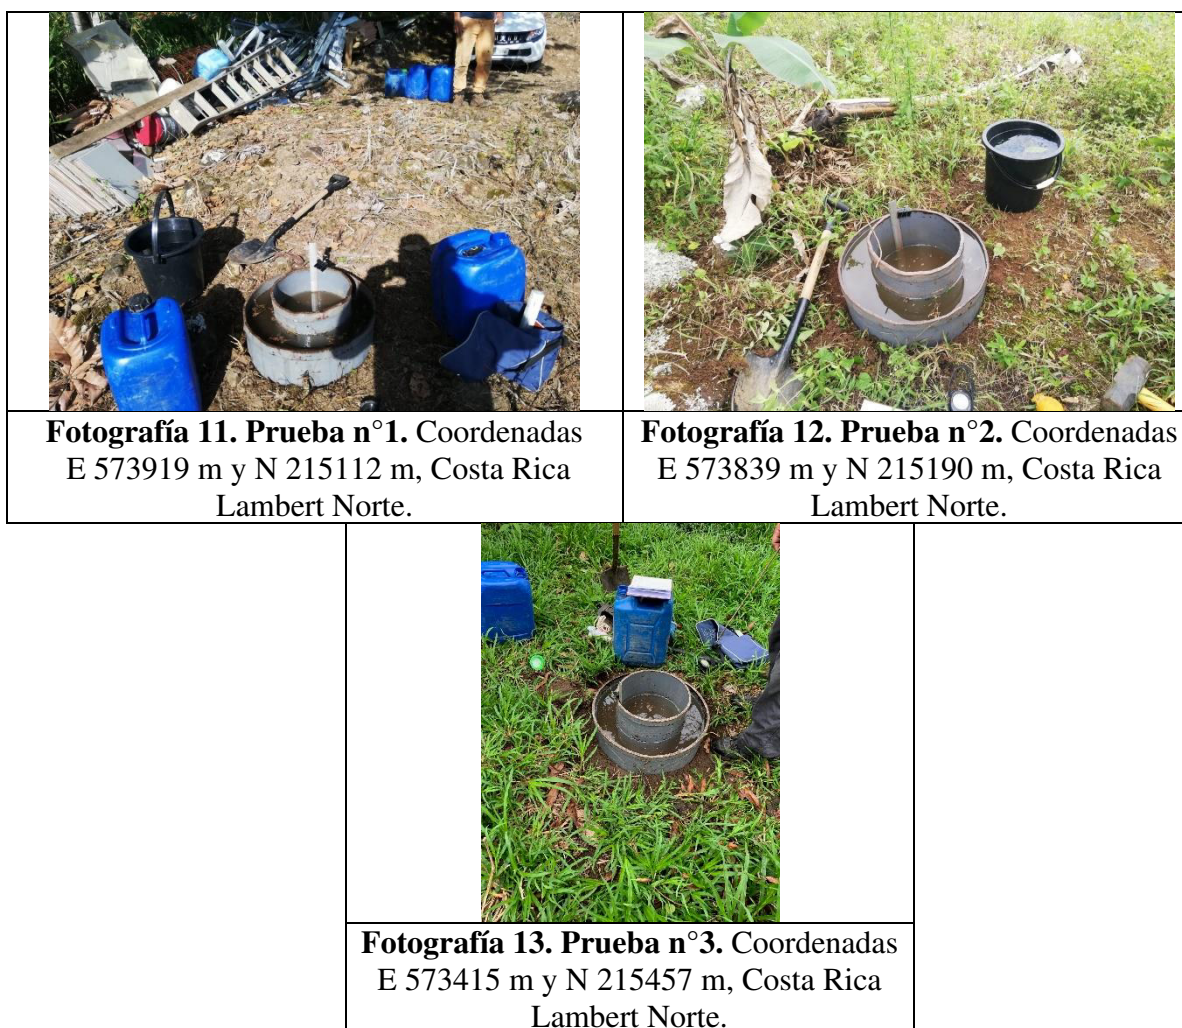 Fotografía 11. Prueba n°1. Coordenadas
E 573919 m y N 215112 m, Costa Rica
Lambert Norte.
Fotografía 12. Prueba n°2. Coordenadas
E 573839 m y N 215190 m, Costa Rica
Lambert Norte.
Fotografía 13. Prueba n°3. Coordenadas
E 573415 m y N 215457 m, Costa Rica
Lambert Norte.